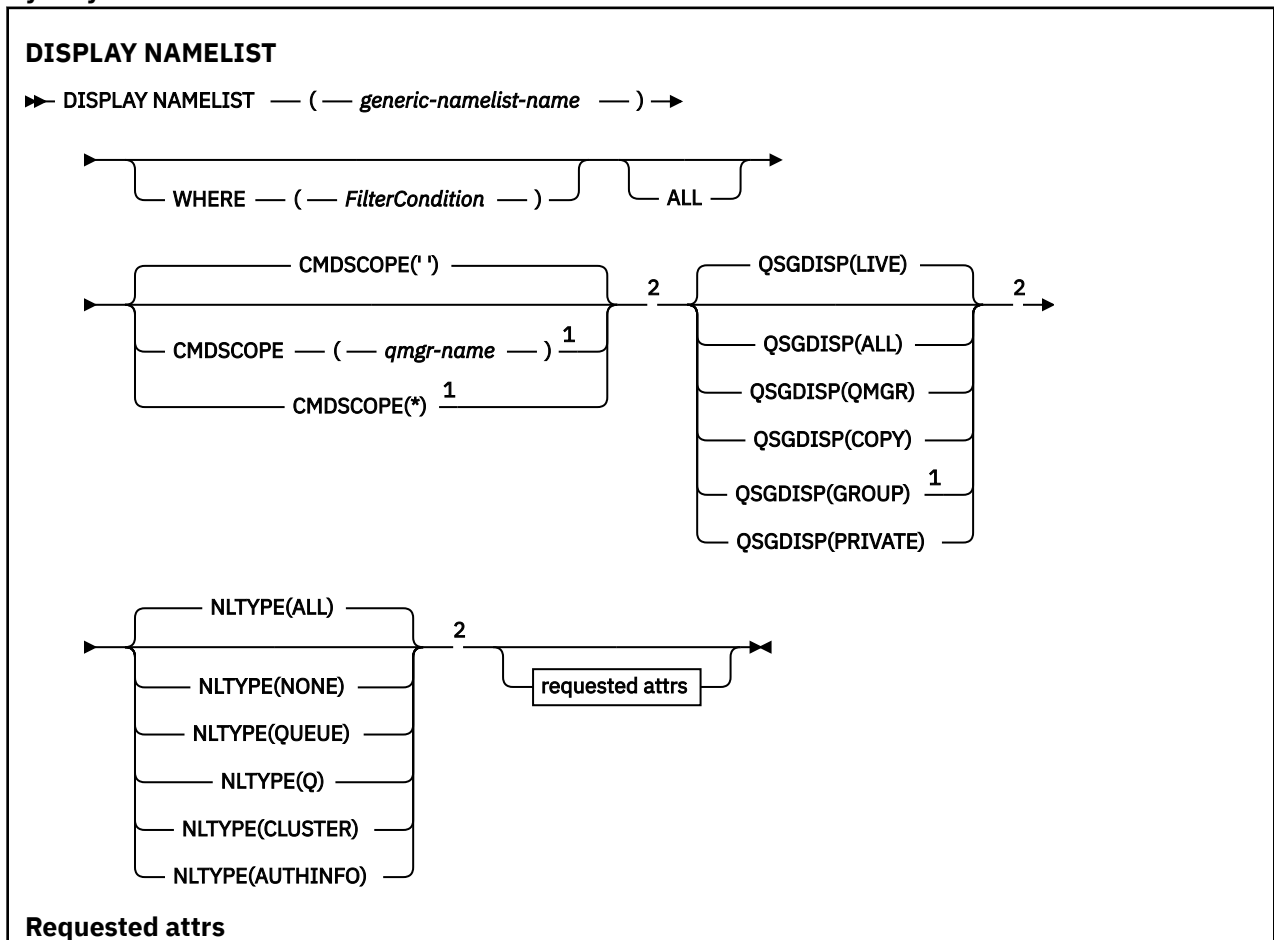 DISPLAY NAMELIST
DISPLAY NAMELIST ( generic-namelist-name )
WHERE ( FilterCondition ) ALL
CMDSCOPE(' ')
2
CMDSCOPE ( qmgr-name ) 1
CMDSCOPE(*) 1
QSGDISP(LIVE)
2
QSGDISP(ALL)
QSGDISP(QMGR)
QSGDISP(COPY)
QSGDISP(GROUP) 1
QSGDISP(PRIVATE)
NLTYPE(ALL)
2
NLTYPE(NONE)
NLTYPE(QUEUE)
NLTYPE(Q)
NLTYPE(CLUSTER)
NLTYPE(AUTHINFO)
requested attrs
Requested attrs